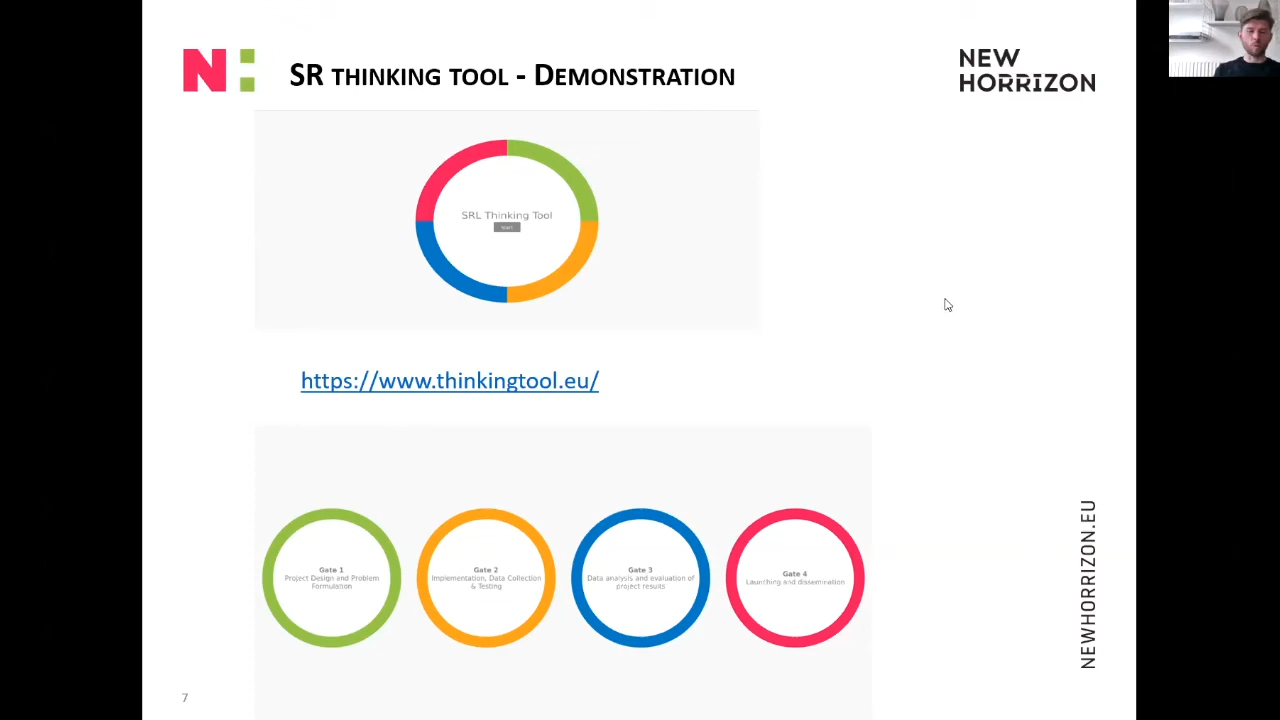 N:
SR THINKING TOOL - DEMONSTRATION
NEW
HORRIZON
SRL Thinking Tool
Start
https://www.thinkingtool.eu/
Gate 1
Project Design and Problem
Formulation
Gate 2
Implementation, Data Collection
& Testing
Gate 3
Data analysis and evaluation of
project results
Gate 4
Launching and dissemination
NEWHORRIZON.EU
7